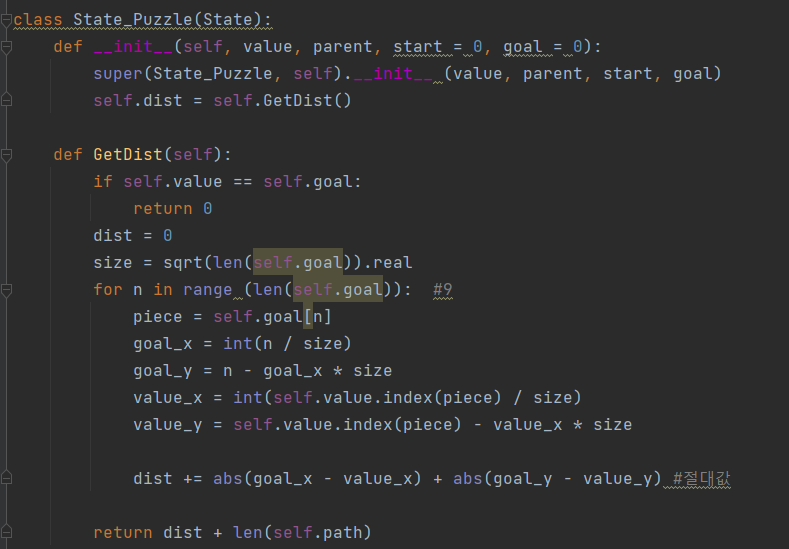 class State_Puzzle(State):
    def __init__(self, value, parent, start = 0, goal = 0):
        super(State_Puzzle, self).__init__ (value, parent, start, goal)
        self.dist = self.GetDist()

    def GetDist(self):
        if self.value == self.goal:
            return 0
        dist = 0
        size = sqrt(len(self.goal)).real
        for n in range (len(self.goal)):  #9
            piece = self.goal[n]
            goal_x = int(n / size)
            goal_y = n - goal_x * size
            value_x = int(self.value.index(piece) / size)
            value_y = self.value.index(piece) - value_x * size

            dist += abs(goal_x - value_x) + abs(goal_y - value_y) #절대값

        return dist + len(self.path)